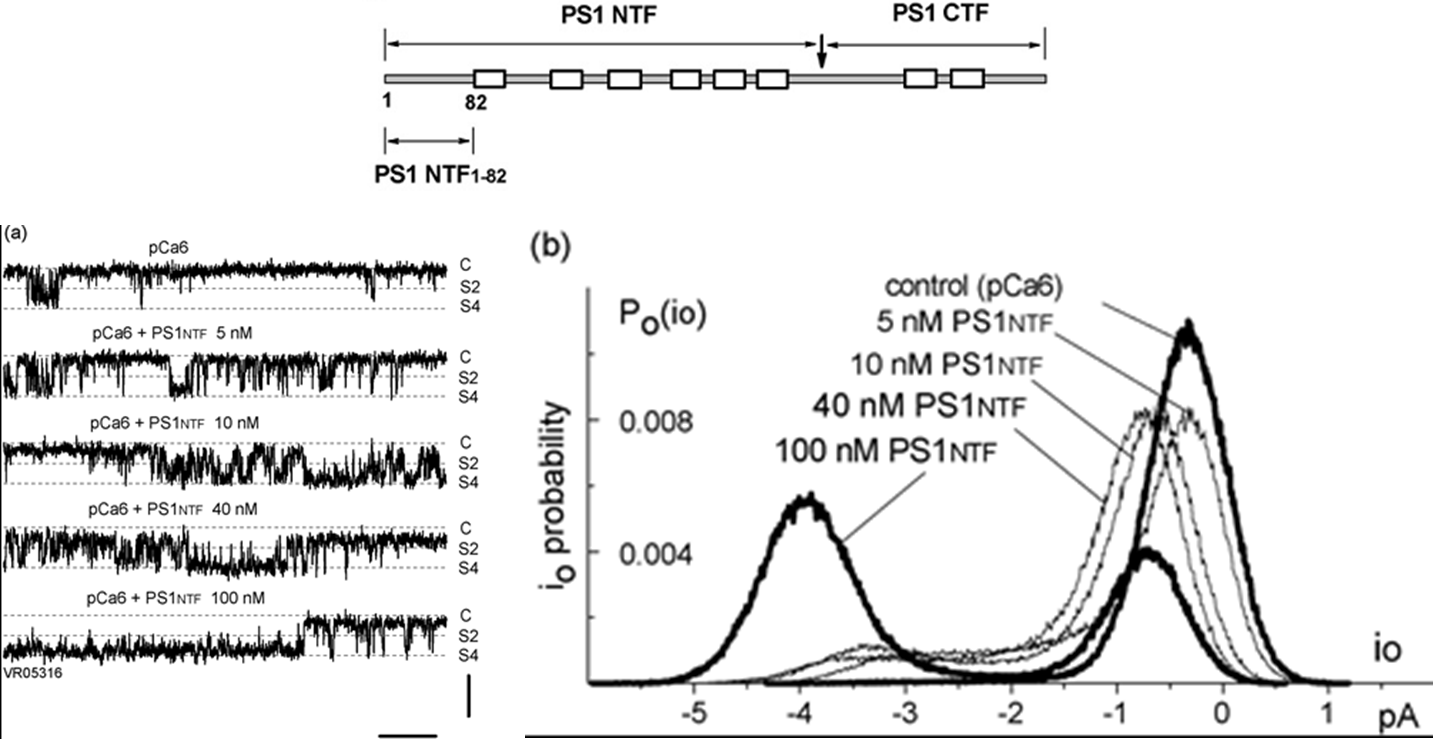 PS1 NTF
PS1 CTF
1
82
PS1 NTF1-82
(a)
pCa6
C
S2
S4
pCa6 + PS1NTF 5 nM
C
S2
S4
pCa6 + PS1NTF 10 nM
C
S2
S4
pCa6 + PS1NTF 40 nM
C
S2
S4
pCa6 + PS1NTF 100 nM
C
S2
S4
VR05316
(b)
Po(io)
control (pCa6)
5 nM PS1NTF
10 nM PS1NTF
40 nM PS1NTF
100 nM PS1NTF
io probability
0.008
0.004
io
-5 -4 -3 -2 -1 0 1 pA